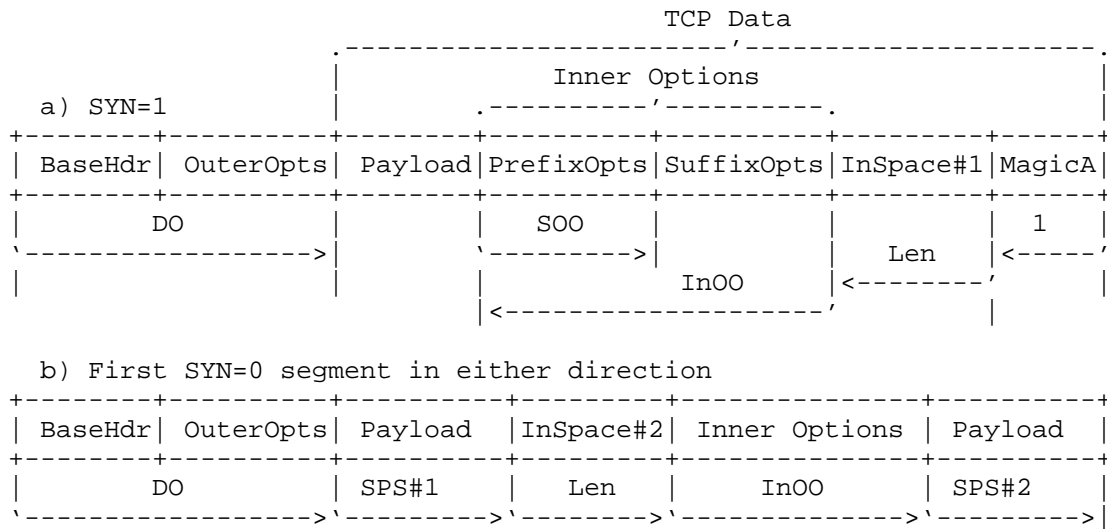 TCP Data
.-----------------------'---------------------.
| Inner Options |
a) SYN=1 | .----------'----------. |
+--------+----------+--------+----------+----------+---------+------+
| BaseHdr| OuterOpts| Payload|PrefixOpts|SuffixOpts|InSpace#1|MagicA|
+--------+----------+--------+----------+----------+---------+------+
| DO | | SOO | | | 1 |
`------------------>| `--------->| | Len |<-----'
| | | InOO |<--------' |
|<--------------------' |
b) First SYN=0 segment in either direction
+--------+----------+----------+---------+---------------+----------+
| BaseHdr| OuterOpts| Payload |InSpace#2| Inner Options | Payload |
+--------+----------+----------+---------+---------------+----------+
| DO | SPS#1 | Len | InOO | SPS#2 |
`------------------>`--------->`-------->`-------------->`--------->|